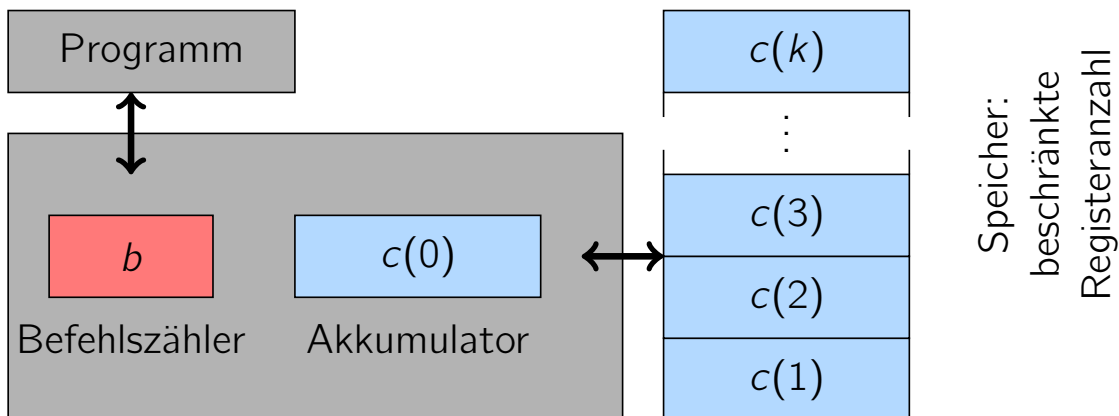 Programm
b
Befehlszähler
c(0)
Akkumulator
c(k)
⋮
c(3)
c(2)
c(1)
Speicher:
beschränkte
Registeranzahl